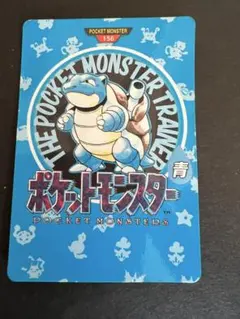 POCKET MONSTER
150
THE POCKET MONSTER TRAINER
青
ポケットモンスター
POCKET MONSTERS